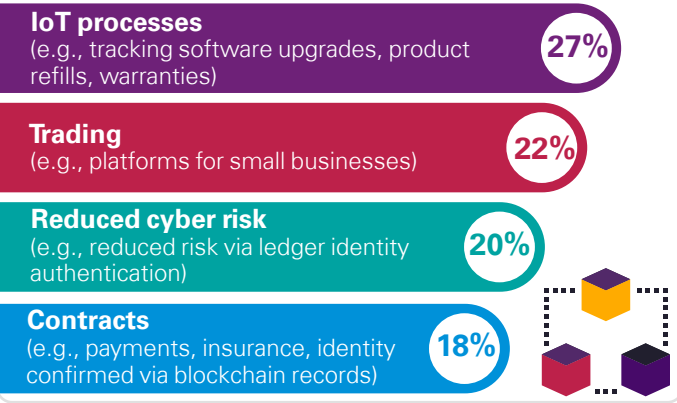 IoT processes
(e.g., tracking software upgrades, product
refills, warranties)
27%
Trading
(e.g., platforms for small businesses)
22%
Reduced cyber risk
(e.g., reduced risk via ledger identity
authentication)
20%
Contracts
(e.g., payments, insurance, identity
confirmed via blockchain records)
18%